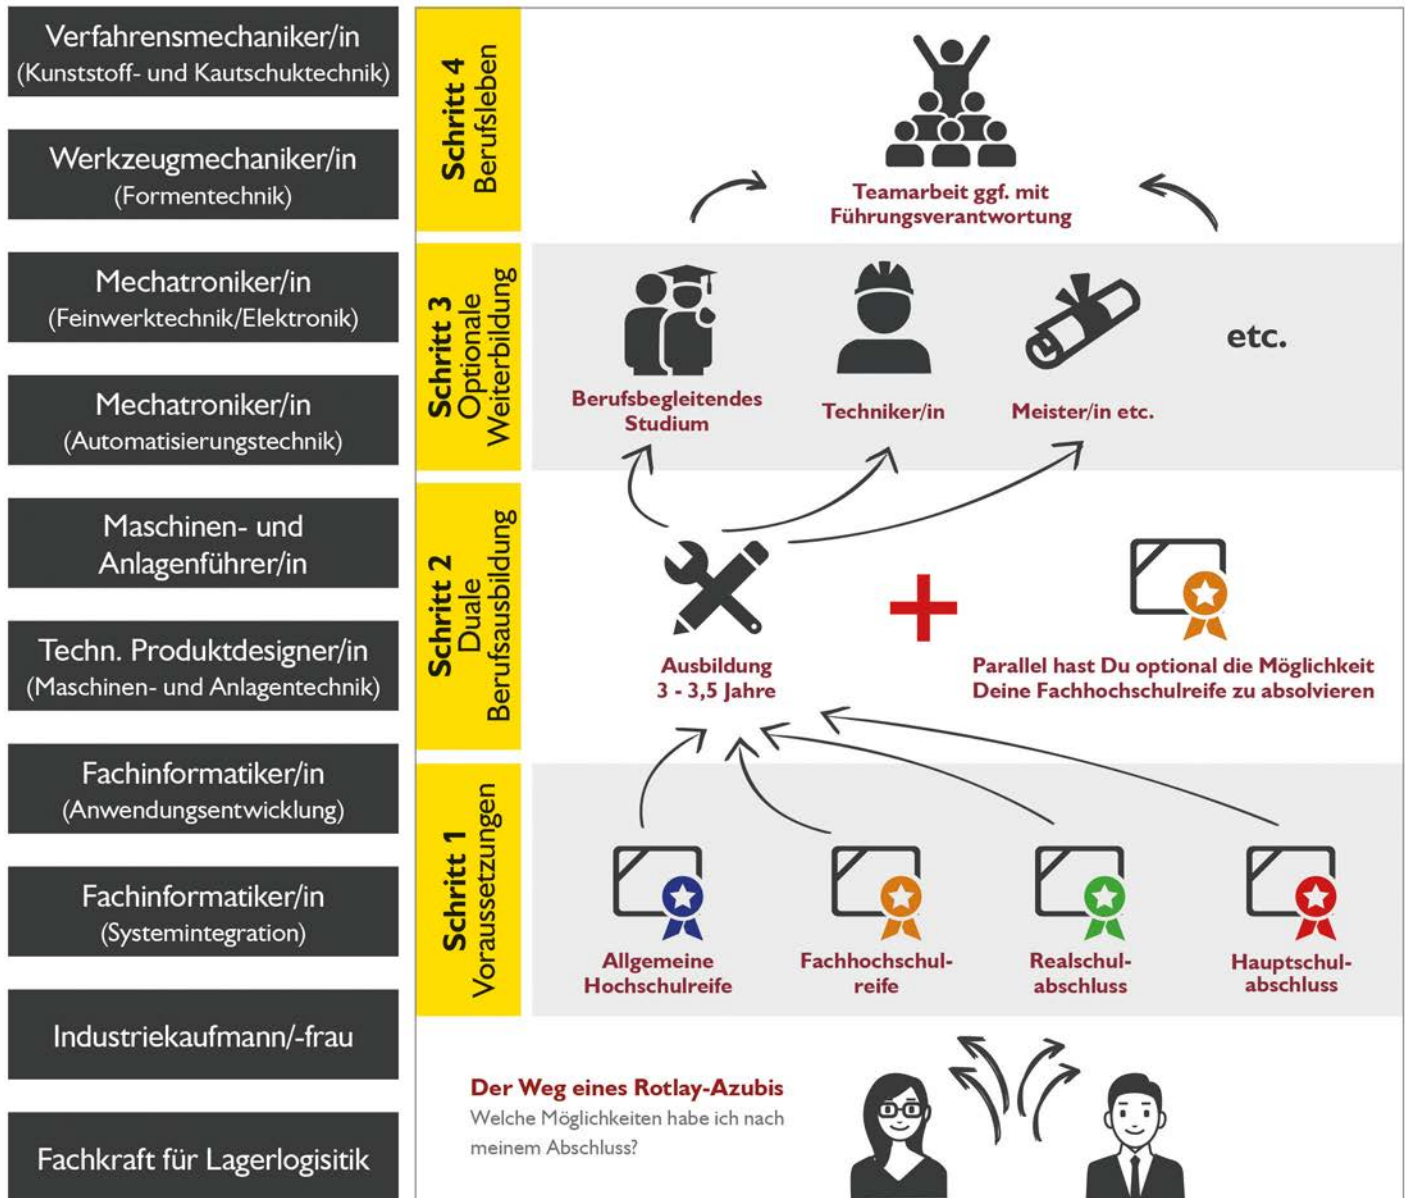 Verfahrensmechaniker/in
(Kunststoff- und Kautschuktechnik)
Werkzeugmechaniker/in
(Formentechnik)
Mechatroniker/in
(Feinwerktechnik/Elektronik)
Mechatroniker/in
(Automatisierungstechnik)
Maschinen- und
Anlagenführer/in
Techn. Produktdesigner/in
(Maschinen- und Anlagentechnik)
Fachinformatiker/in
(Anwendungsentwicklung)
Fachinformatiker/in
(Systemintegration)
Industriekaufmann/-frau
Fachkraft für Lagerlogisitik
Schritt 4
Berufsleben
Teamarbeit ggf. mit
Führungsverantwortung
Schritt 3
Optionale
Weiterbildung
Berufsbegleitendes
Studium
Techniker/in
Meister/in etc.
etc.
Schritt 2
Duale
Berufsausbildung
Ausbildung
3 - 3,5 Jahre
Parallel hast Du optional die Möglichkeit
Deine Fachhochschulreife zu absolvieren
Schritt 1
Voraussetzungen
Allgemeine
Hochschulreife
Fachhochschul-
reife
Realschul-
abschluss
Hauptschul-
abschluss
Der Weg eines Rotlay-Azubis
Welche Möglichkeiten habe ich nach
meinem Abschluss?